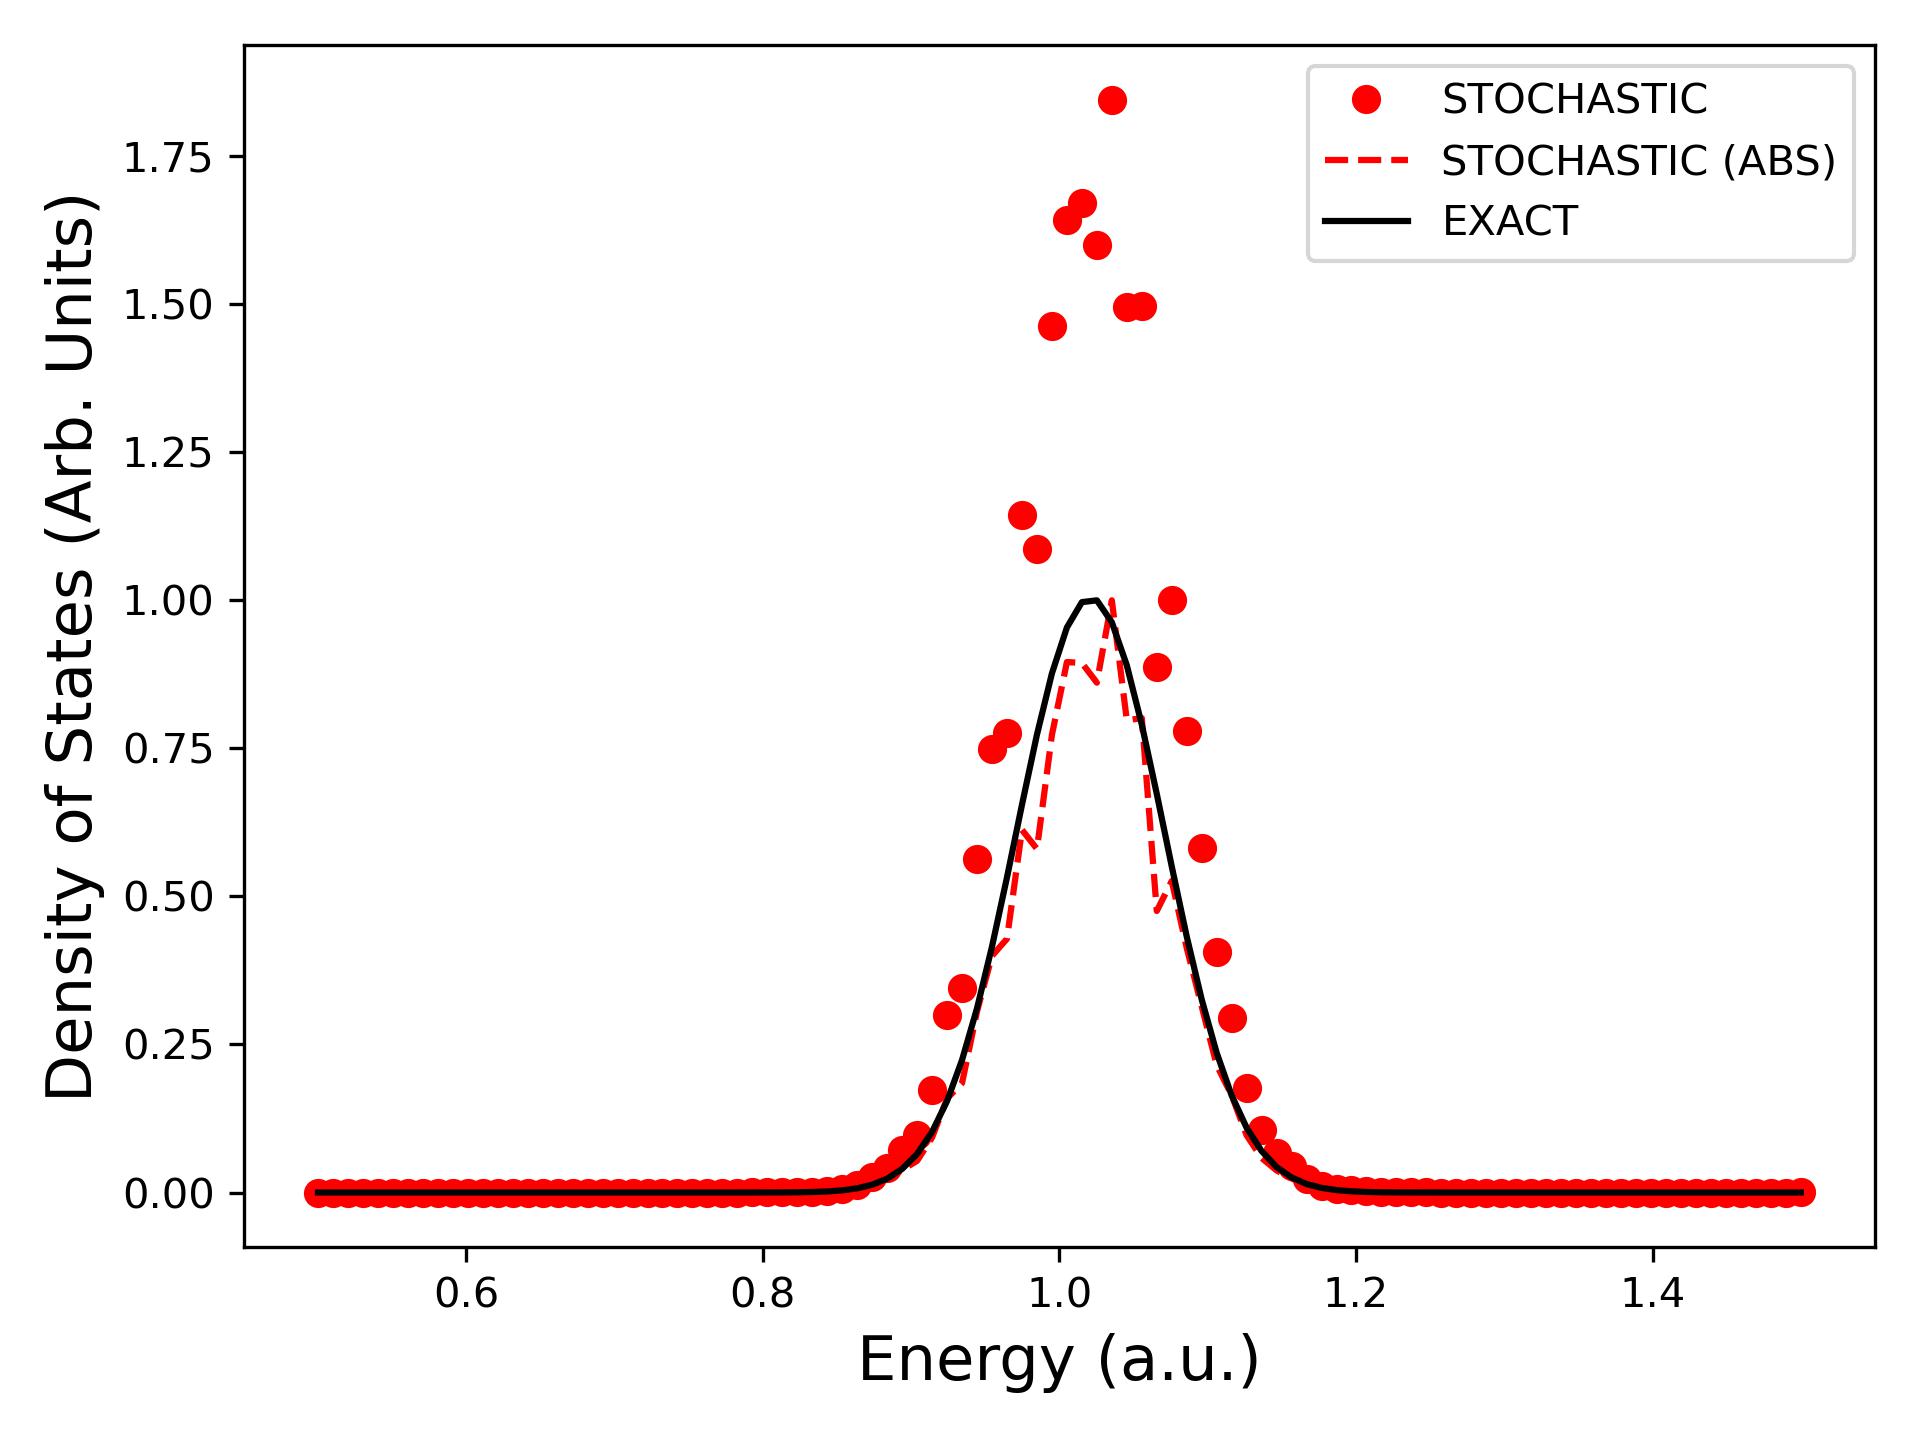 STOCHASTIC
STOCHASTIC (ABS)
EXACT
Density of States (Arb. Units)
1.75
1.50
1.25
1.00
0.75
0.50
0.25
0.00
0.6 0.8 1.0 1.2 1.4
Energy (a.u.)